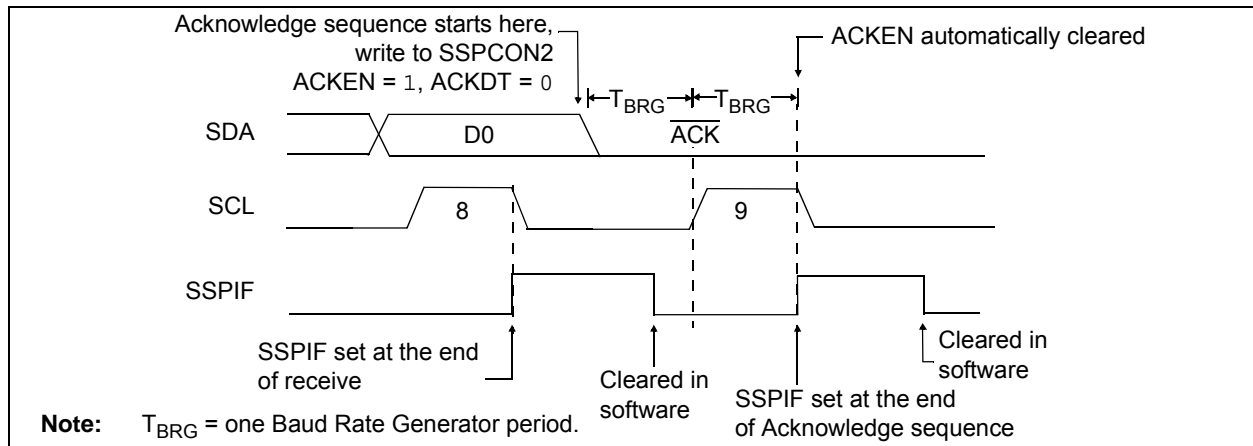 Acknowledge sequence starts here,
write to SSPCON2
ACKEN = 1, ACKDT = 0
ACKEN automatically cleared
TBRG
TBRG
SDA
D0
ACK
SCL
8
9
SSPIF
SSPIF set at the end
of receive
Cleared in
software
SSPIF set at the end
of Acknowledge sequence
Cleared in
software
Note: TBRG = one Baud Rate Generator period.